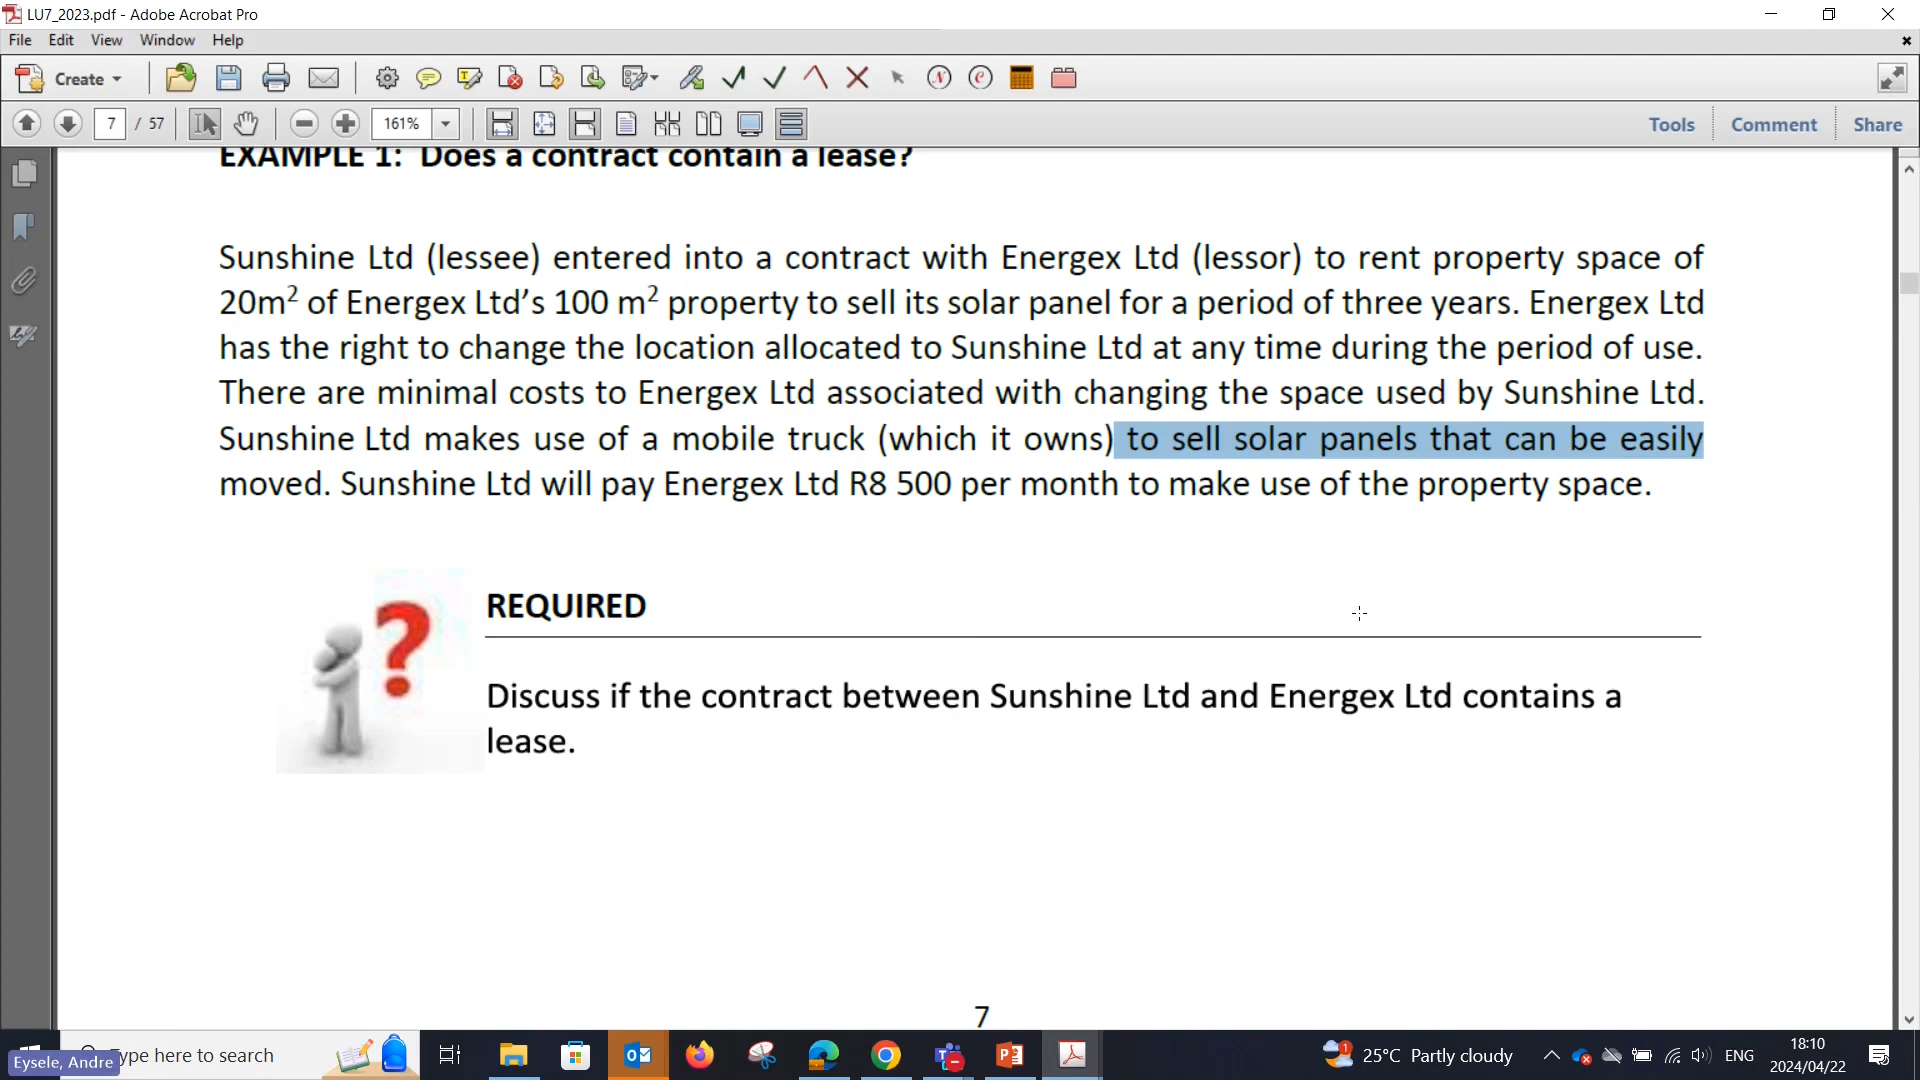 LU7_2023.pdf - Adobe Acrobat Pro
File Edit View Window Help
Create
7 / 57 161% Tools Comment Share
EXAMPLE 1: Does a contract contain a lease?
Sunshine Ltd (lessee) entered into a contract with Energex Ltd (lessor) to rent property space of
20m² of Energex Ltd’s 100 m² property to sell its solar panel for a period of three years. Energex Ltd
has the right to change the location allocated to Sunshine Ltd at any time during the period of use.
There are minimal costs to Energex Ltd associated with changing the space used by Sunshine Ltd.
Sunshine Ltd makes use of a mobile truck (which it owns) to sell solar panels that can be easily
moved. Sunshine Ltd will pay Energex Ltd R8 500 per month to make use of the property space.
REQUIRED
Discuss if the contract between Sunshine Ltd and Energex Ltd contains a
lease.
7
Type here to search
Eysele, Andre
25°C Partly cloudy
ENG
18:10
2024/04/22